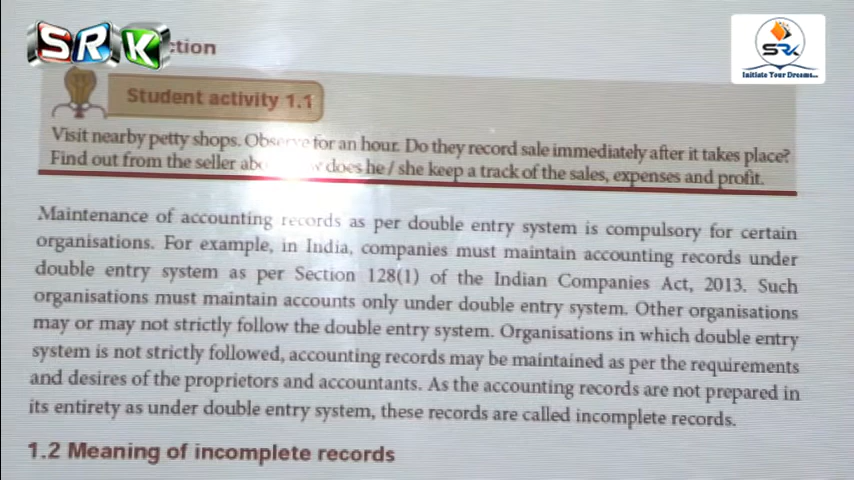 SRK
ction
SRK
Initiate Your Dreams...
Student activity 1.1
Visit nearby petty shops. Observe for an hour. Do they record sale immediately after it takes place?
Find out from the seller does he / she keep a track of the sales, expenses and profit.
Maintenance of accounting records as per double entry system is compulsory for certain
organisations. For example, in India, companies must maintain accounting records under
double entry system as per Section 128(1) of the Indian Companies Act, 2013. Such
organisations must maintain accounts only under double entry system. Other organisations
may or may not strictly follow the double entry system. Organisations in which double entry
system is not strictly followed, accounting records may be maintained as per the requirements
and desires of the proprietors and accountants. As the accounting records are not prepared in
its entirety as under double entry system, these records are called incomplete records.
1.2 Meaning of incomplete records